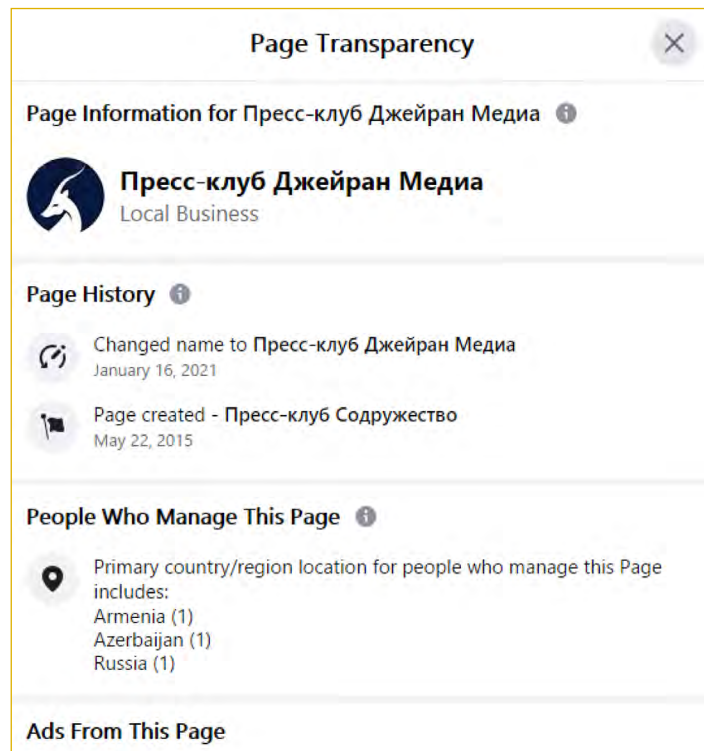 Page Transparency
Page Information for Пресс-клуб Джейран Медиа
Пресс-клуб Джейран Медиа
Local Business
Page History
Changed name to Пресс-клуб Джейран Медиа
January 16, 2021
Page created - Пресс-клуб Содружество
May 22, 2015
People Who Manage This Page
Primary country/region location for people who manage this Page
includes:
Armenia (1)
Azerbaijan (1)
Russia (1)
Ads From This Page